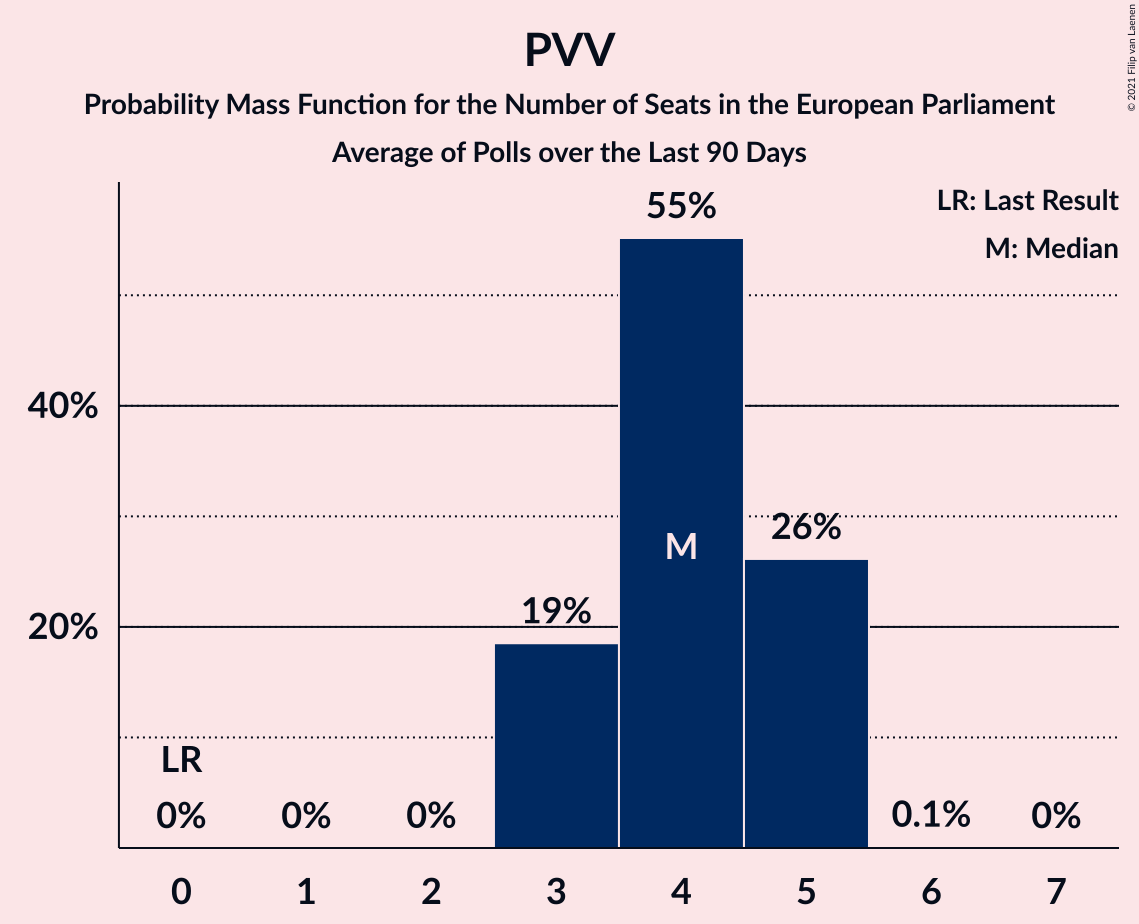 PVV
Probability Mass Function for the Number of Seats in the European Parliament
Average of Polls over the Last 90 Days
© 2021 Filip van Laenen
LR: Last Result
M: Median
55%
40%
26%
M
19%
20%
LR
0%
0%
0%
0.1%
0%
0
1
2
3
4
5
6
7